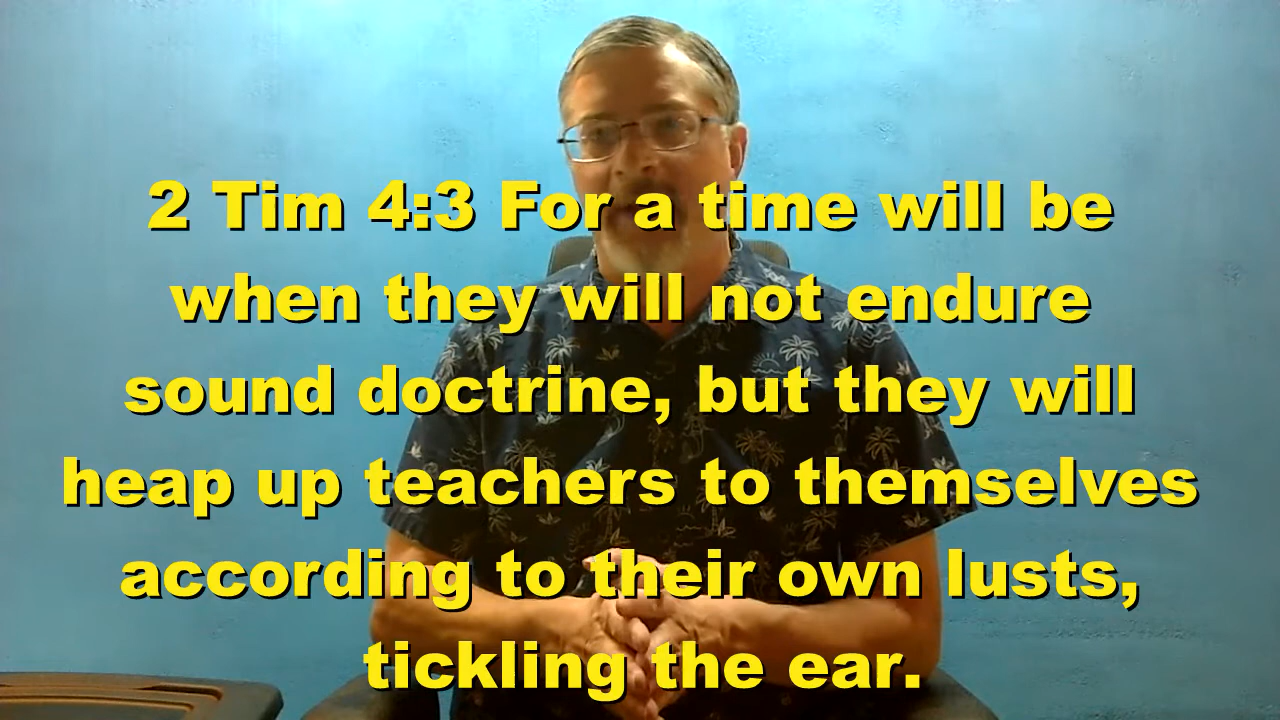 2 Tim 4:3 For a time will be
when they will not endure
sound doctrine, but they will
heap up teachers to themselves
according to their own lusts,
tickling the ear.